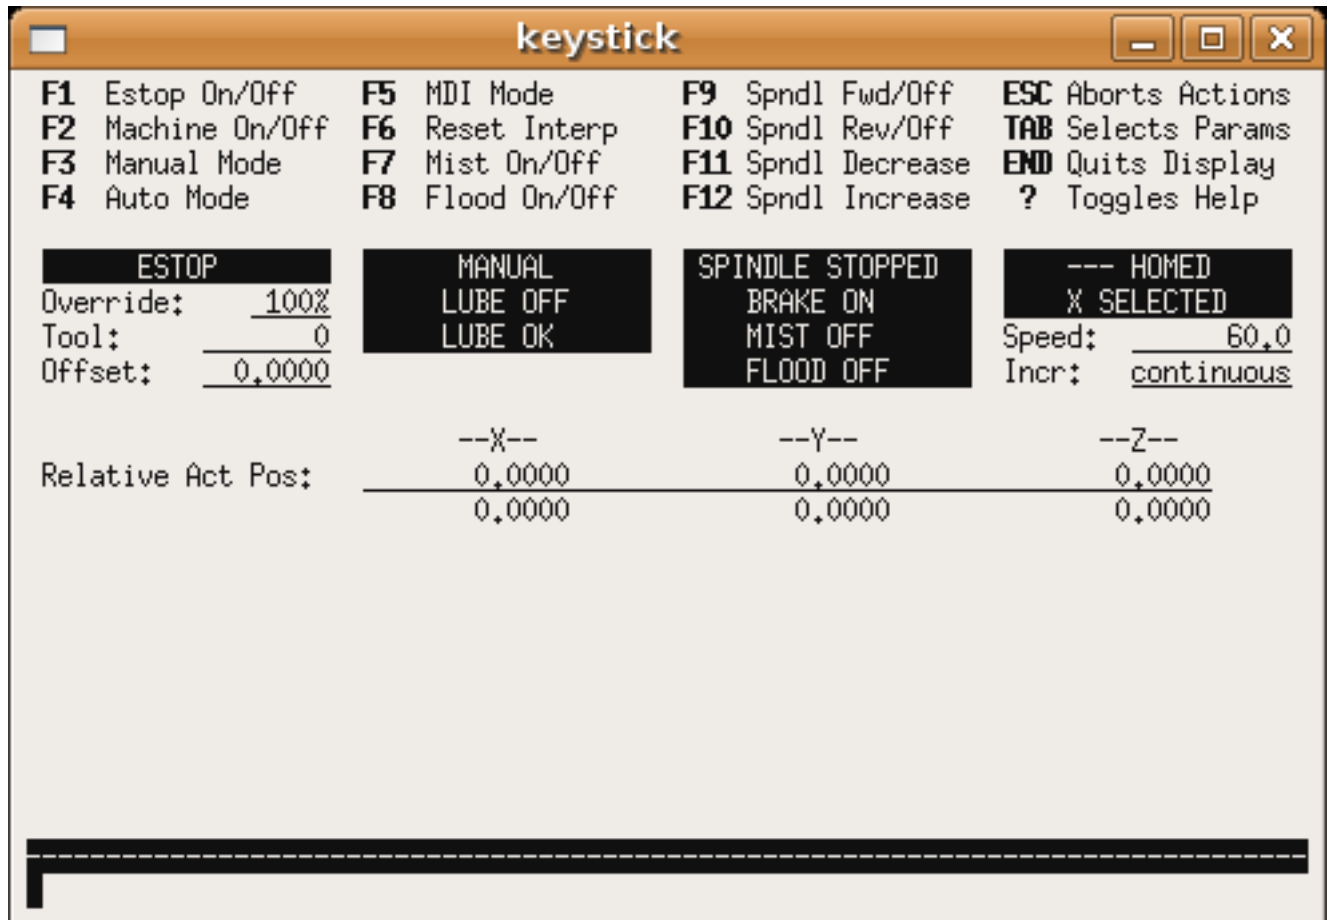 keystick
F1 Estop On/Off F5 MDI Mode F9 Spndl Fwd/Off ESC Aborts Actions
F2 Machine On/Off F6 Reset Interp F10 Spndl Rev/Off TAB Selects Params
F3 Manual Mode F7 Mist On/Off F11 Spndl Decrease END Quits Display
F4 Auto Mode F8 Flood On/Off F12 Spndl Increase ? Toggles Help
ESTOP MANUAL SPINDLE STOPPED --- HOMED
Override: 100% LUBE OFF BRAKE ON X SELECTED
Tool: 0 LUBE OK MIST OFF Speed: 60.0
Offset: 0.0000 FLOOD OFF Incr: continuous
--X-- --Y-- --Z--
Relative Act Pos: 0.0000 0.0000 0.0000
0.0000 0.0000 0.0000
--------------------------------------------------------------------------------